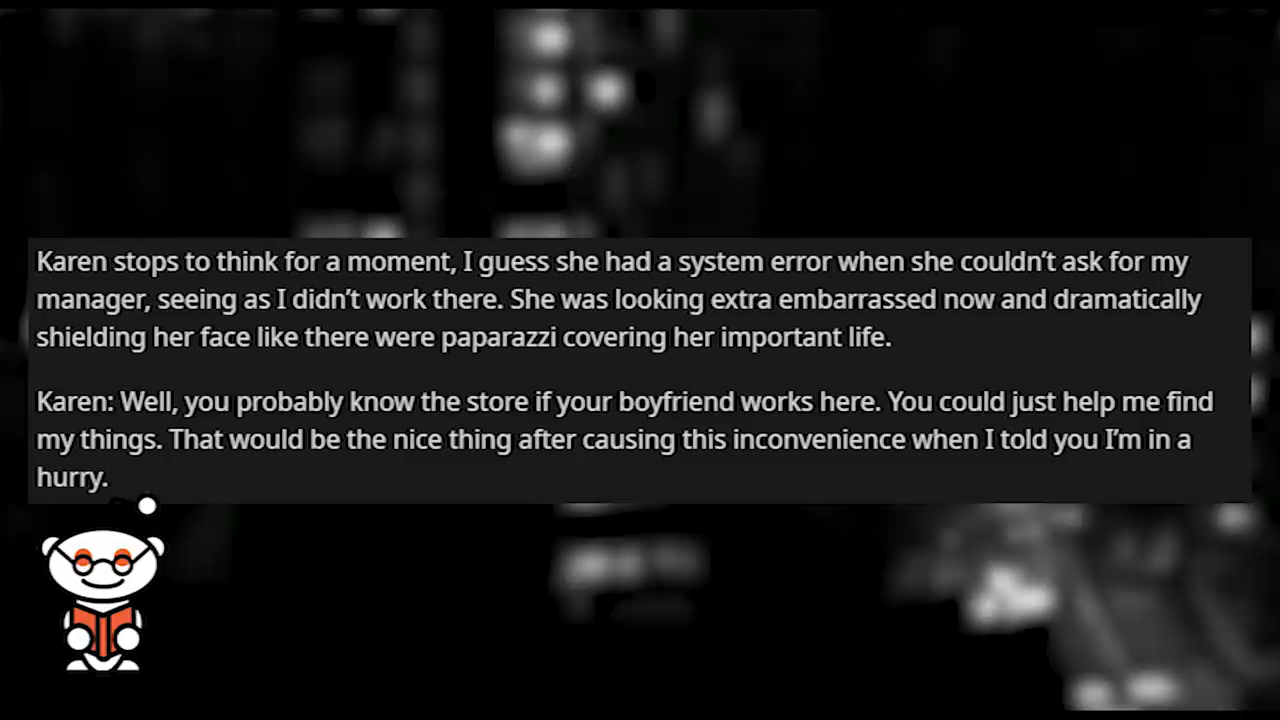 Karen stops to think for a moment, I guess she had a system error when she couldn’t ask for my
manager, seeing as I didn’t work there. She was looking extra embarrassed now and dramatically
shielding her face like there were paparazzi covering her important life.
Karen: Well, you probably know the store if your boyfriend works here. You could just help me find
my things. That would be the nice thing after causing this inconvenience when I told you I’m in a
hurry.